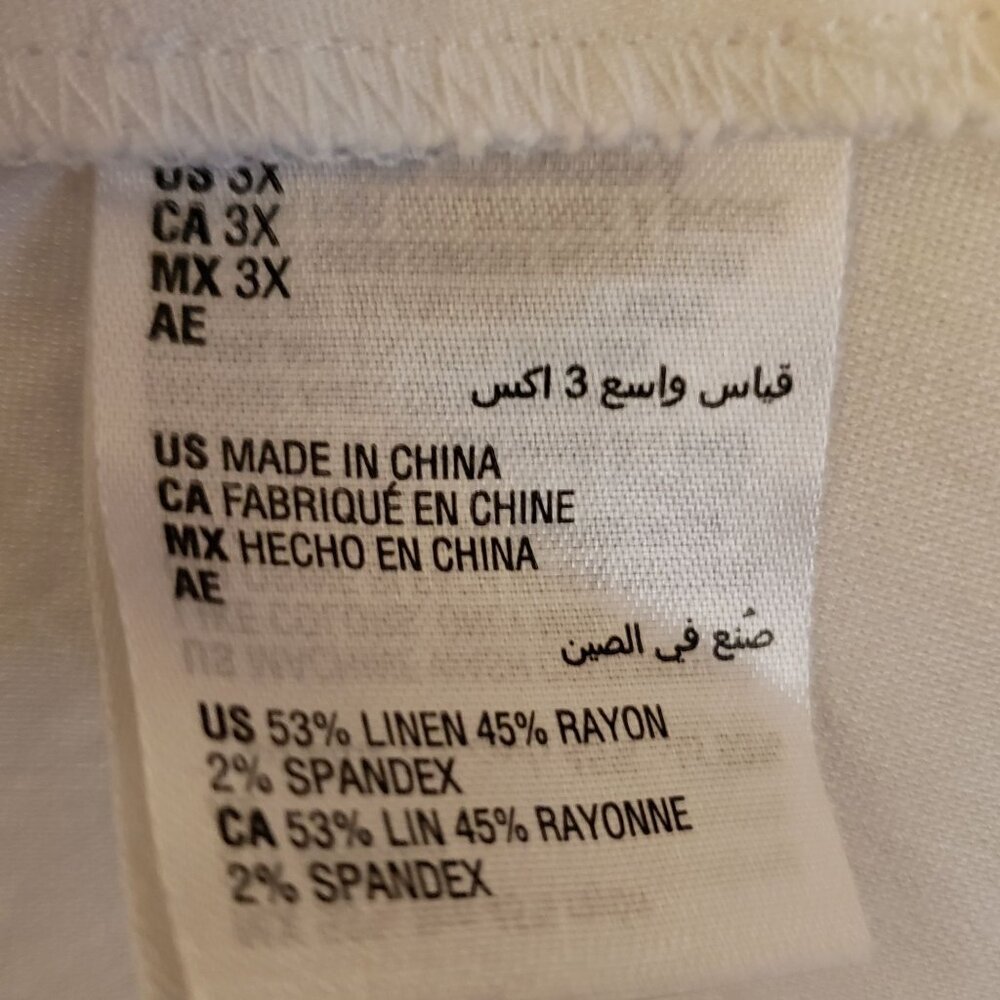 US 3X
CA 3X
MX 3X
AE
قياس واسع 3 اكس
US MADE IN CHINA
CA FABRIQUÉ EN CHINE
MX HECHO EN CHINA
AE
صُنع في الصين
US 53% LINEN 45% RAYON
2% SPANDEX
CA 53% LIN 45% RAYONNE
2% SPANDEX